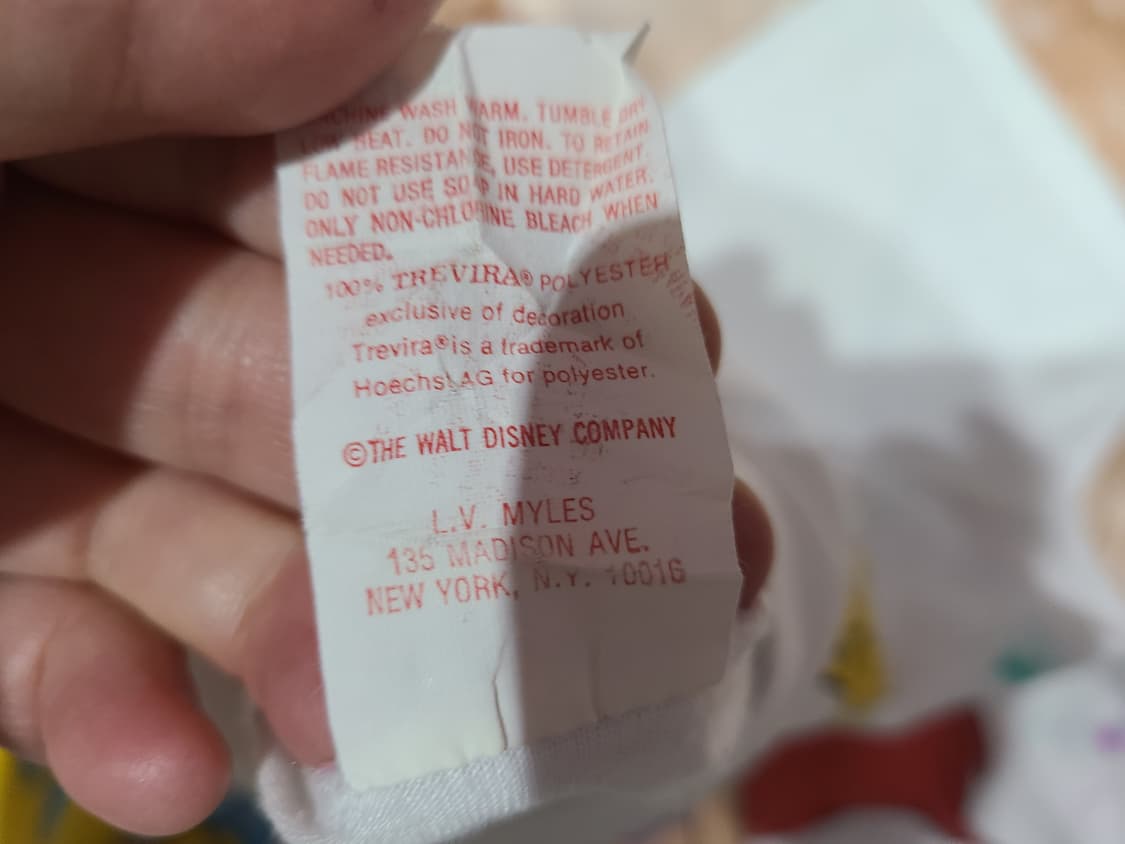 MACHINE WASH WARM. TUMBLE DRY
LOW HEAT. DO NOT IRON. TO RETAIN
FLAME RESISTANCE, USE DETERGENT.
DO NOT USE SOAP IN HARD WATER.
ONLY NON-CHLORINE BLEACH WHEN
NEEDED.
100% TREVIRA® POLYESTER
exclusive of decoration
Trevira® is a trademark of
Hoechst AG for polyester.
©THE WALT DISNEY COMPANY
L.V. MYLES
135 MADISON AVE.
NEW YORK, N.Y. 10016